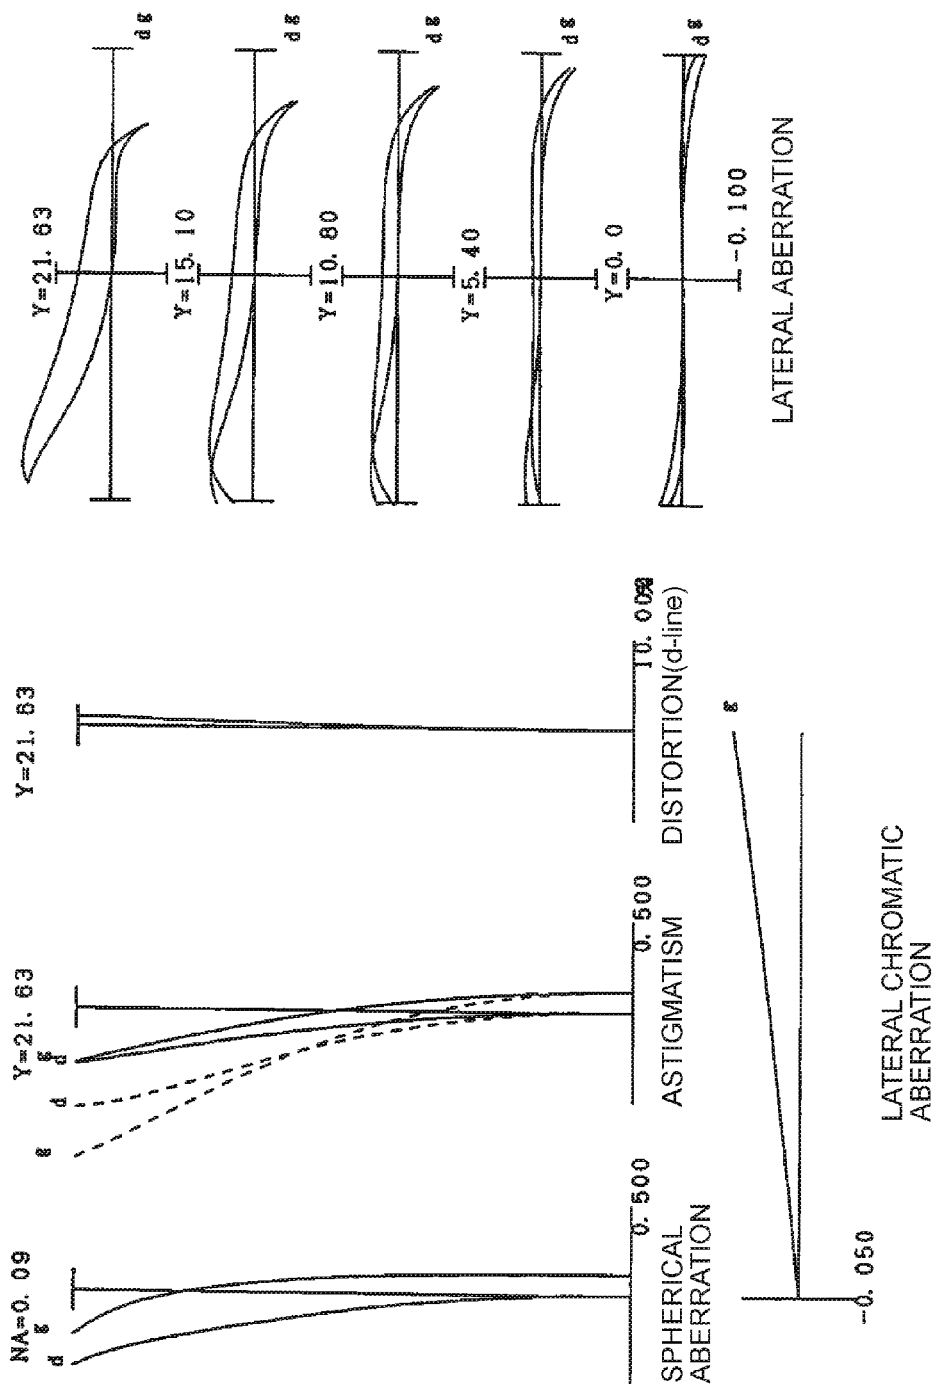 NA=0.09
g
d
0.500
SPHERICAL
ABERRATION
Y=21.63
g
d
d
g
0.500
ASTIGMATISM
Y=21.63
10.00%
DISTORTION(d-line)
g
-0.050
LATERAL CHROMATIC
ABERRATION
Y=21.63
d g
Y=15.10
d g
Y=10.80
d g
Y=5.40
d g
Y=0.0
d g
-0.100
LATERAL ABERRATION